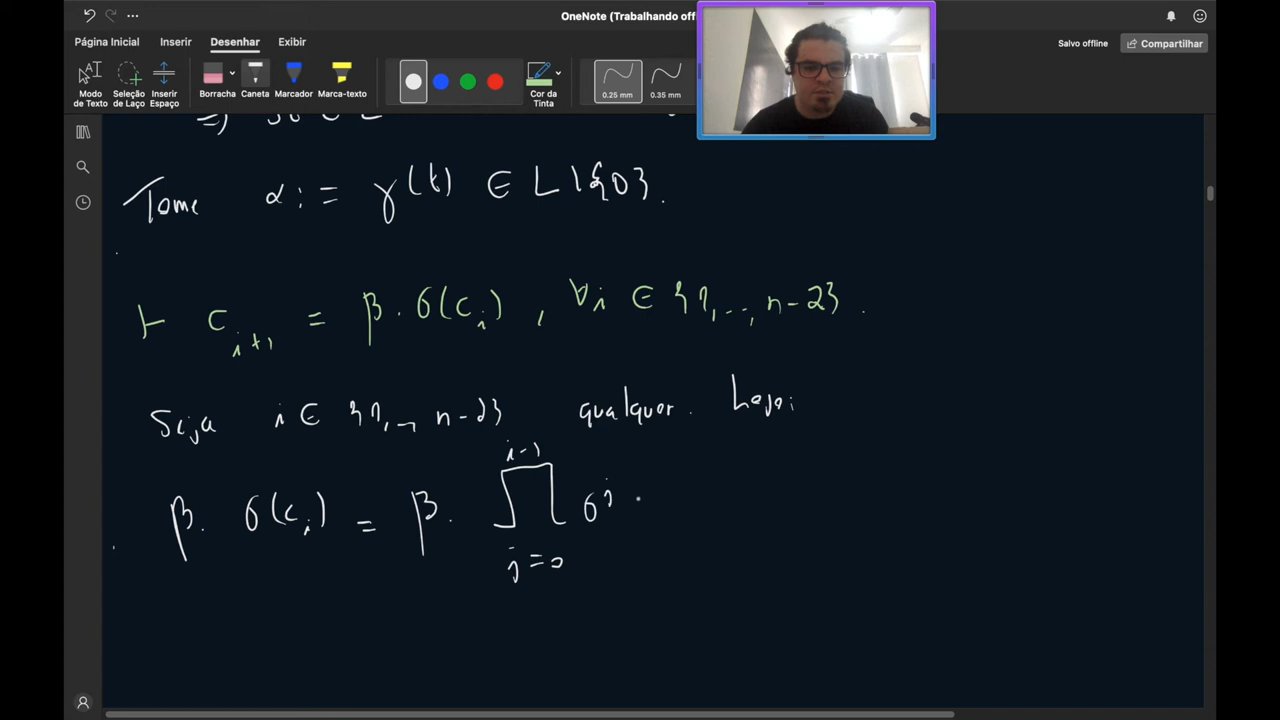 OneNote (Trabalhando off
Página Inicial Inserir Desenhar Exibir
Salvo offline Compartilhar
Modo de Texto Seleção de Laço Inserir Espaço Borracha Caneta Marcador Marca-texto Cor da Tinta 0.25 mm 0.35 mm
Tome α := γ(t) ∈ L\{0}.
⊢ c_{i+1} = β.σ(c_i), ∀i ∈ {1,..., n-2}.
Seja i ∈ {1,.., n-2} qualquer. Logo:
β. σ(c_i) = β. ∏_{j=0}^{i-1} σ^j